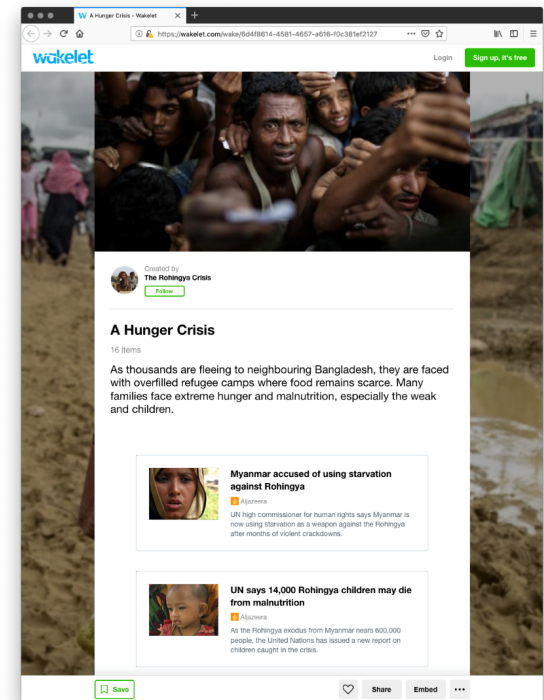 A Hunger Crisis - Wakelet
https://wakelet.com/wake/6d4f8614-4581-4657-a616-f0c381ef2127
wakelet
Login
Sign up, it's free
Created by
The Rohingya Crisis
Follow
A Hunger Crisis
16 items
As thousands are fleeing to neighbouring Bangladesh, they are faced
with overfilled refugee camps where food remains scarce. Many
families face extreme hunger and malnutrition, especially the weak
and children.
Myanmar accused of using starvation
against Rohingya
Aljazeera
UN high commissioner for human rights says Myanmar is
now using starvation as a weapon against the Rohingya
after months of violent crackdowns.
UN says 14,000 Rohingya children may die
from malnutrition
Aljazeera
As the Rohingya exodus from Myanmar nears 600,000
people, the United Nations has issued a new report on
children caught in the crisis.
Save
Share
Embed